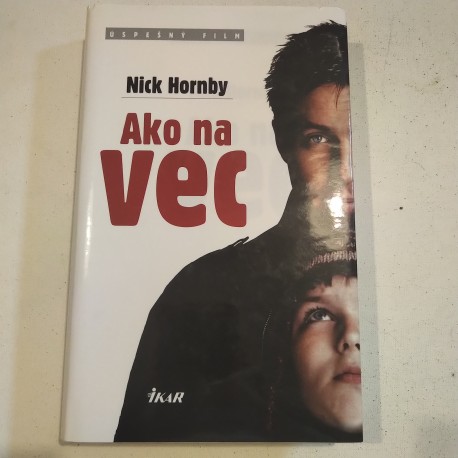 ÚSPEŠNÝ FILM
Nick Hornby
Ako na
vec
IKAR